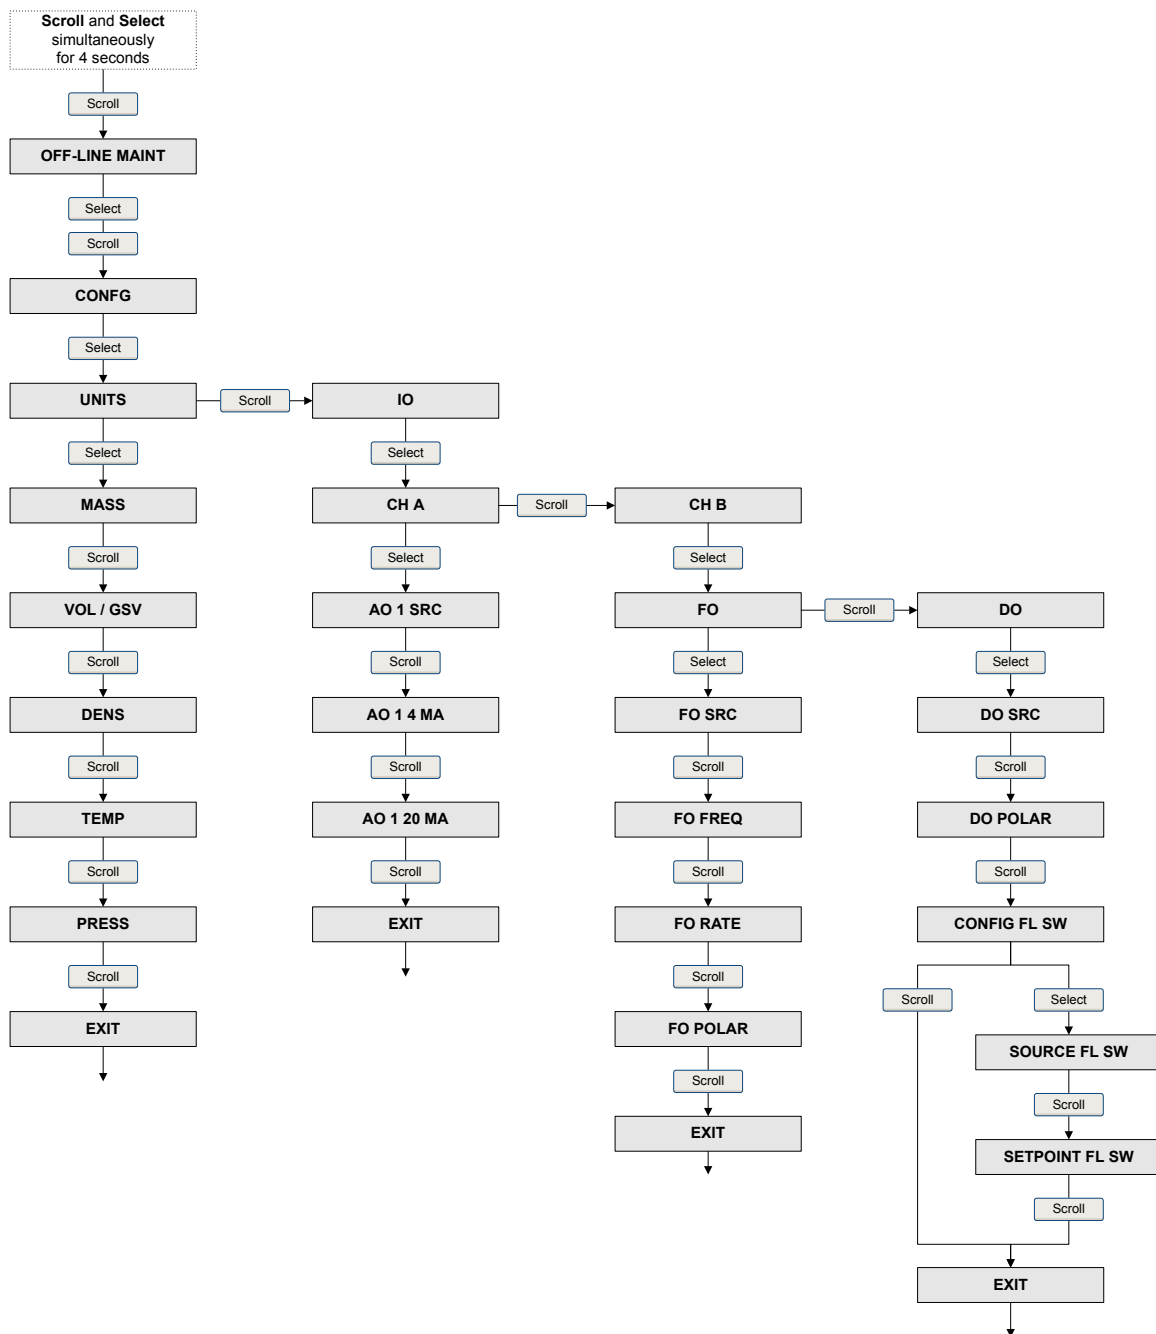 Scroll and Select
simultaneously
for 4 seconds
Scroll
OFF-LINE MAINT
Select
Scroll
CONFG
Select
UNITS
Scroll
IO
Select
Select
MASS
CH A
Scroll
CH B
Scroll
Select
Select
VOL / GSV
AO 1 SRC
FO
Scroll
DO
Scroll
Scroll
Select
Select
DENS
AO 1 4 MA
FO SRC
DO SRC
Scroll
Scroll
Scroll
Scroll
TEMP
AO 1 20 MA
FO FREQ
DO POLAR
Scroll
Scroll
Scroll
Scroll
PRESS
EXIT
FO RATE
CONFIG FL SW
Scroll
Scroll
Scroll
Select
EXIT
FO POLAR
SOURCE FL SW
Scroll
Scroll
EXIT
SETPOINT FL SW
Scroll
EXIT